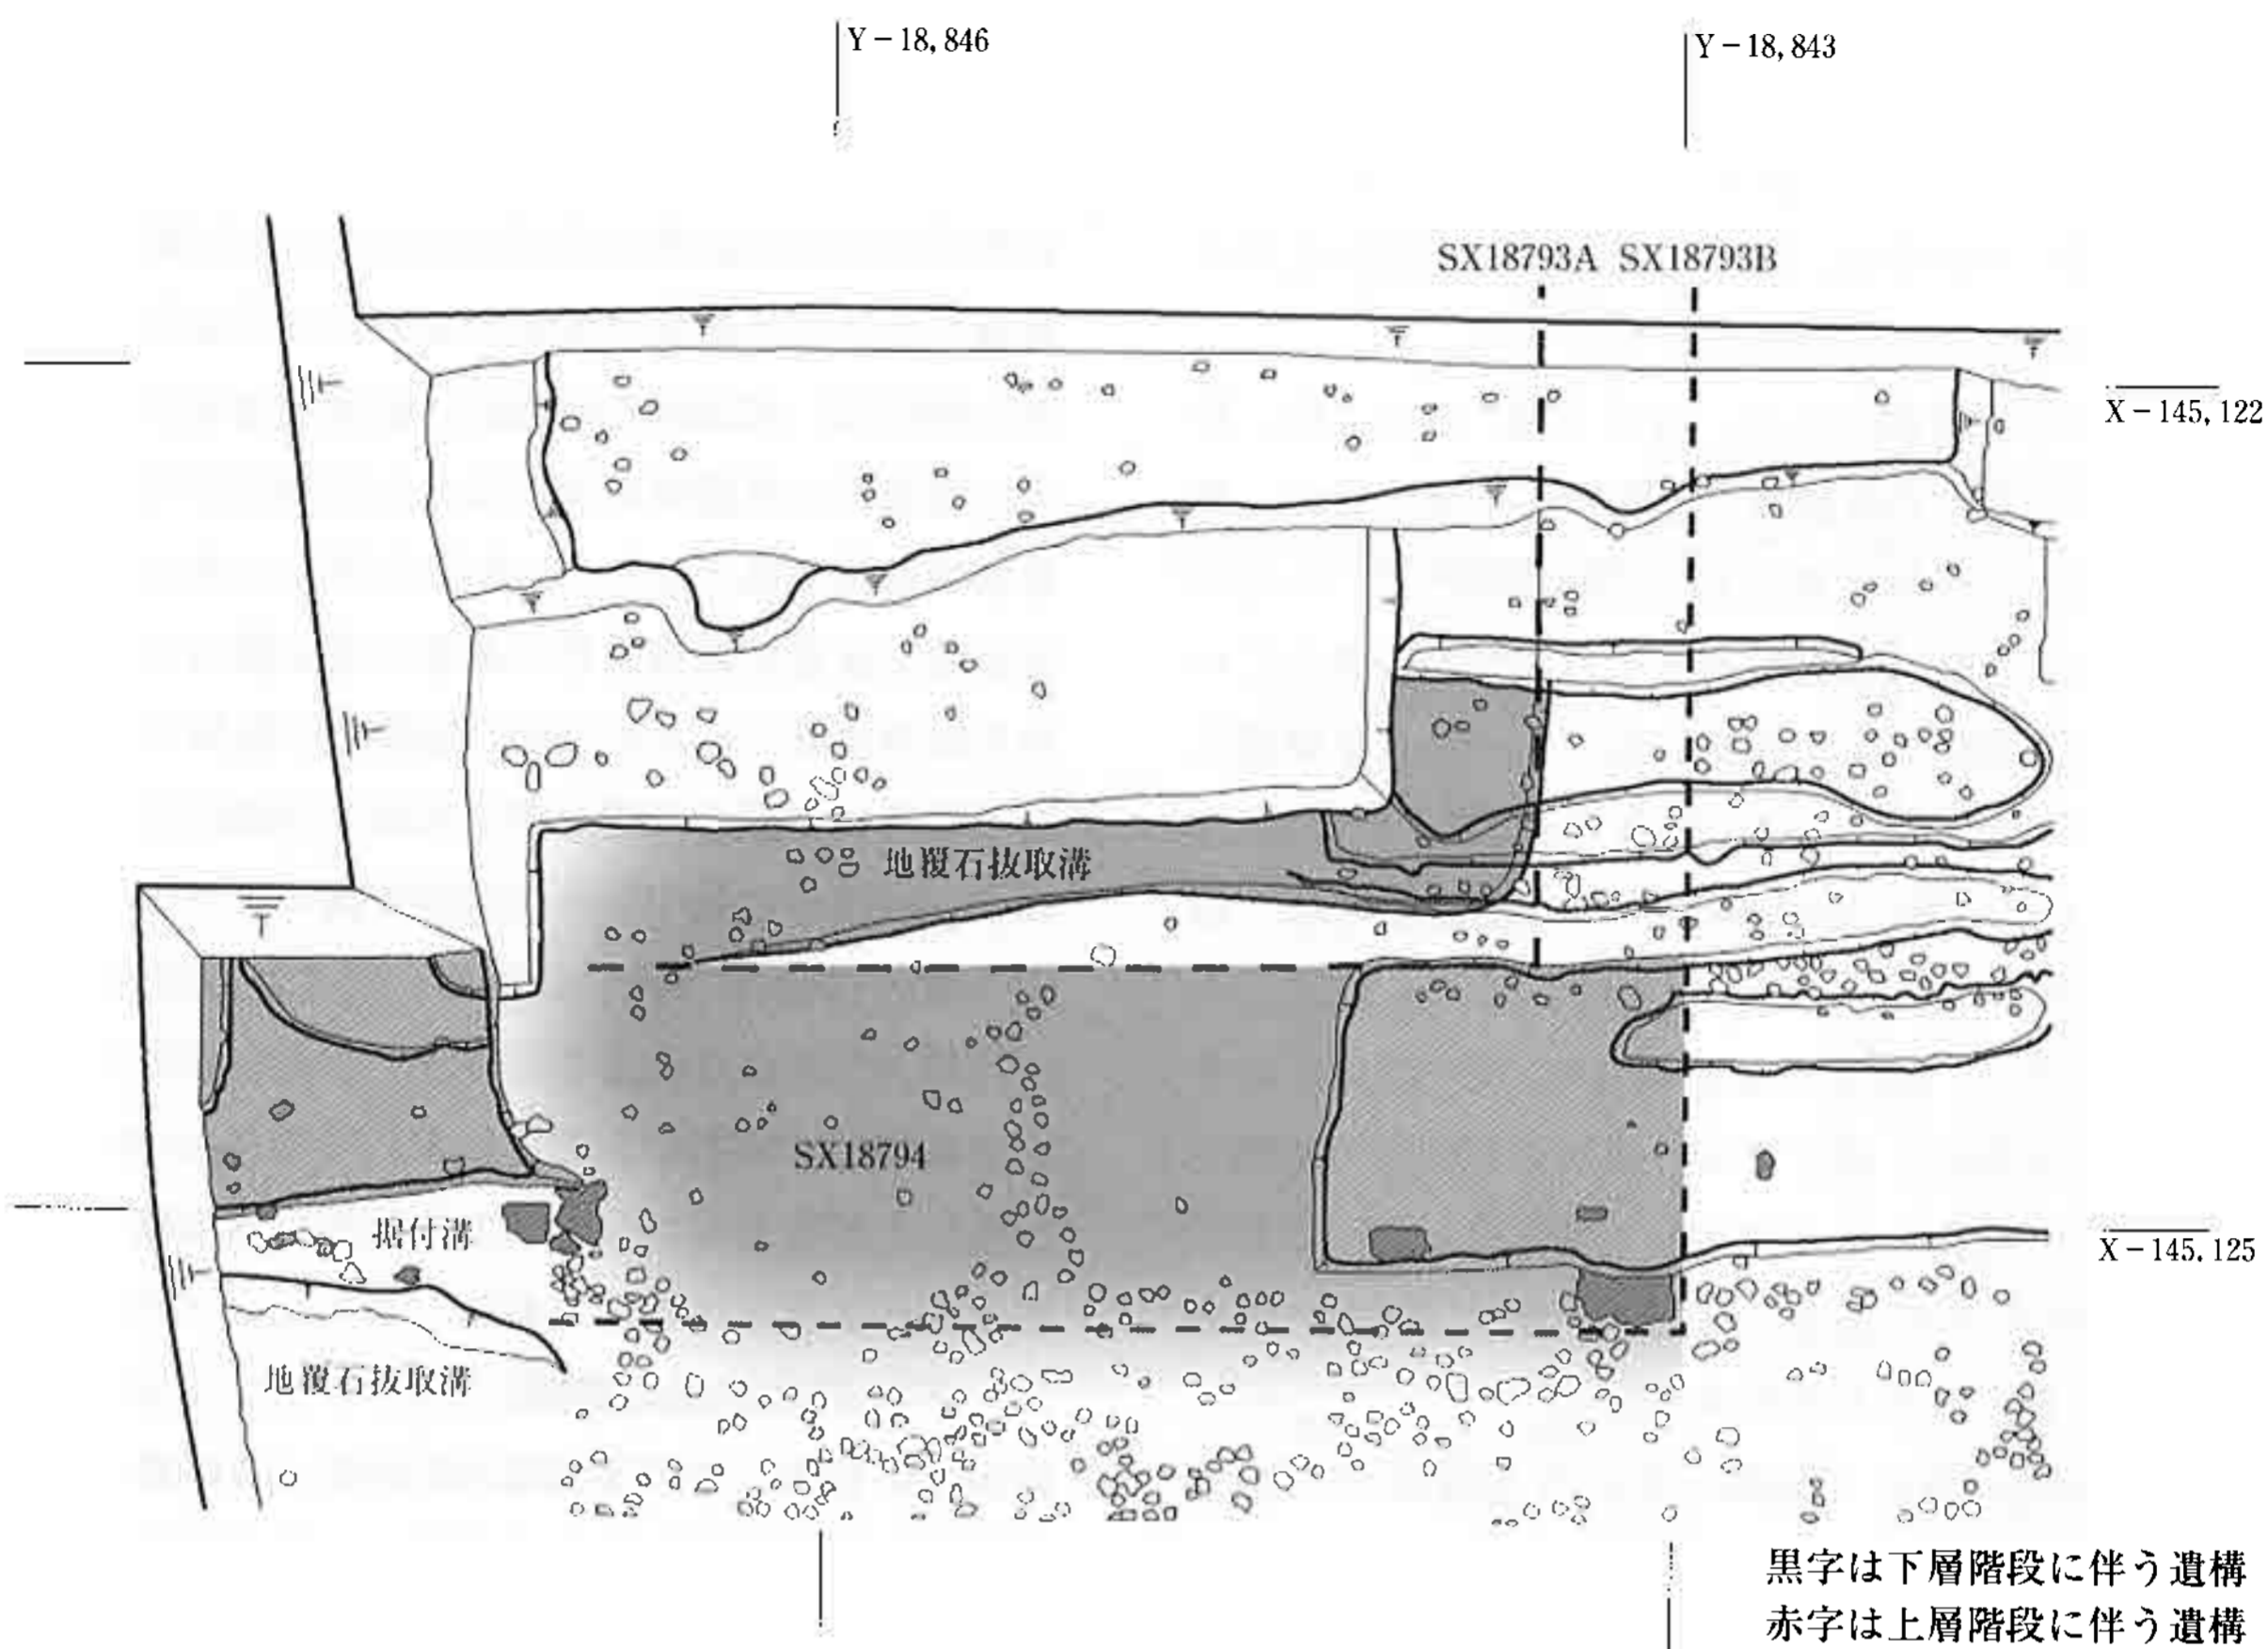 Y－18,846
Y－18,843
SX18793A SX18793B
X－145,122
地覆石抜取溝
SX18794
据付溝
X－145,125
地覆石抜取溝
黒字は下層階段に伴う遺構
赤字は上層階段に伴う遺構